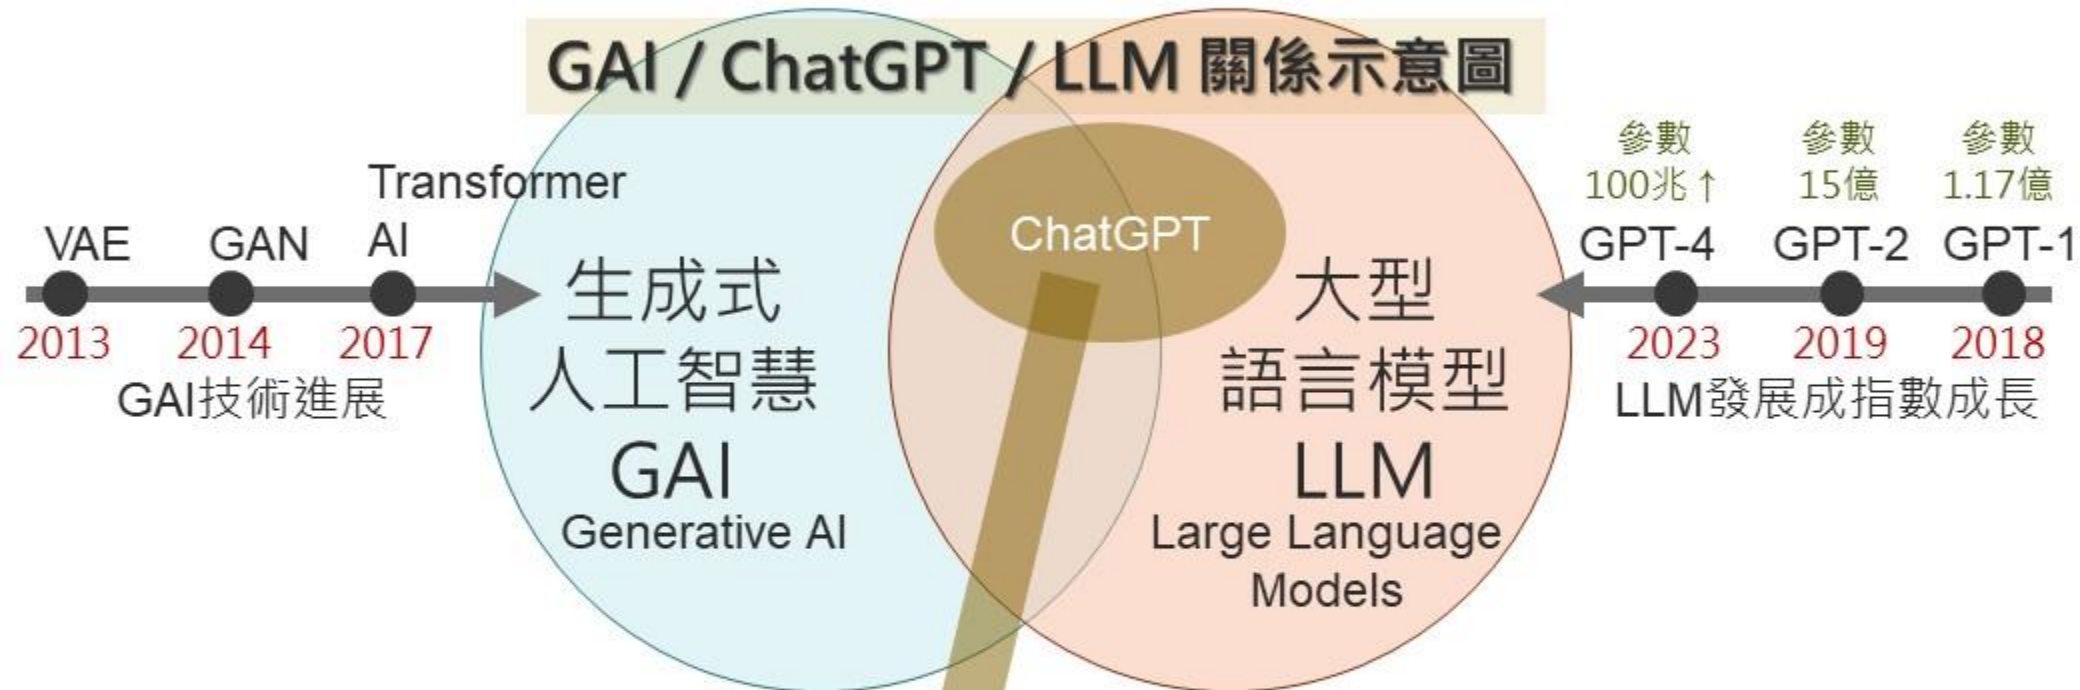 GAI / ChatGPT / LLM 關係示意圖
Transformer
AI
VAE
GAN
2013
2014
2017
GAI技術進展
生成式
人工智慧
GAI
Generative AI
ChatGPT
大型
語言模型
LLM
Large Language
Models
參數
100兆↑
GPT-4
2023
參數
15億
GPT-2
2019
參數
1.17億
GPT-1
2018
LLM發展成指數成長